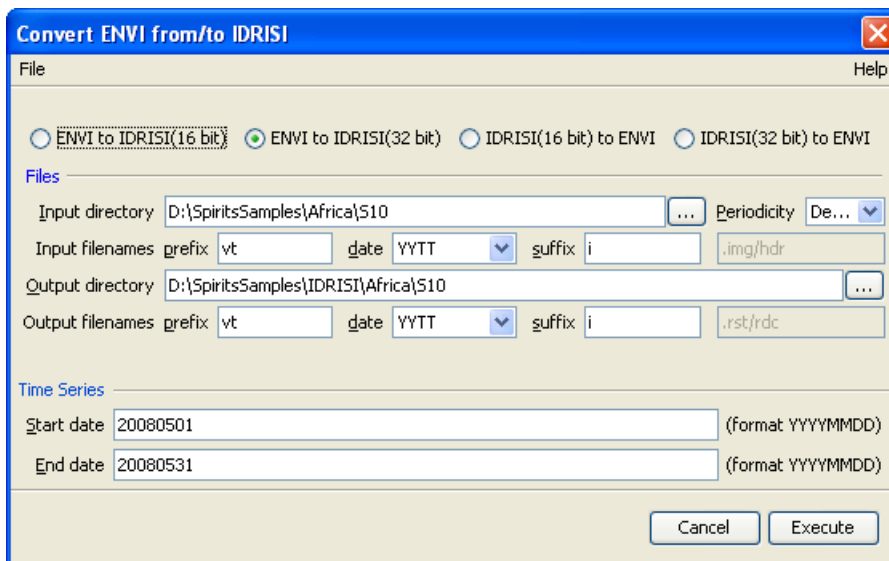 Convert ENVI from/to IDRISI
File Help
ENVI to IDRISI(16 bit) ENVI to IDRISI(32 bit) IDRISI(16 bit) to ENVI IDRISI(32 bit) to ENVI
Files
Input directory D:\SpiritsSamples\Africa\S10 ... Periodicity De...
Input filenames prefix vt date YYTT suffix i .img/hdr
Output directory D:\SpiritsSamples\IDRISI\Africa\S10 ...
Output filenames prefix vt date YYTT suffix i .rst/rdc
Time Series
Start date 20080501 (format YYYYMMDD)
End date 20080531 (format YYYYMMDD)
Cancel Execute